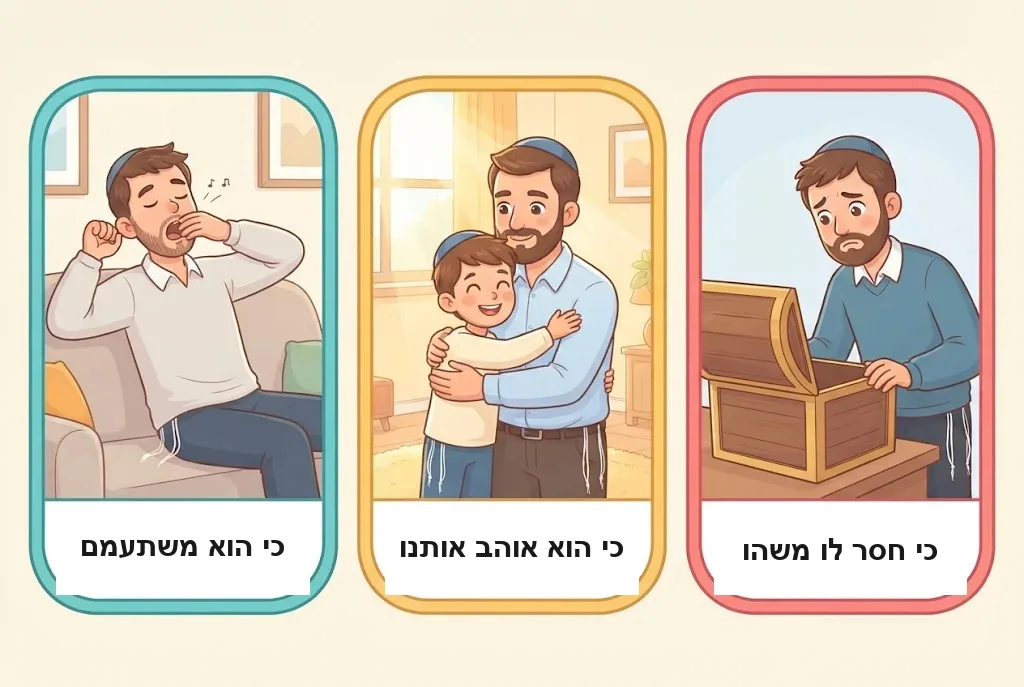 כי חסר לו משהו
כי הוא אוהב אותנו
כי הוא משתעמם